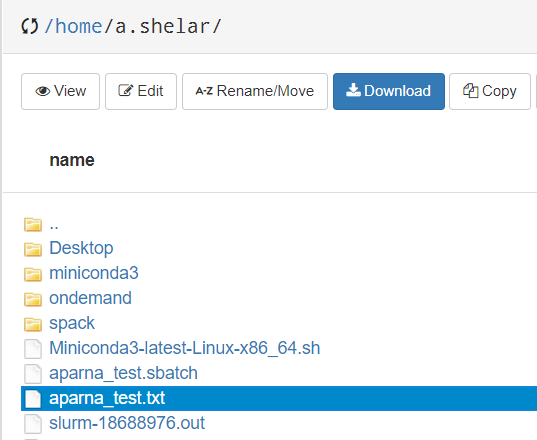 /home/a.shelar/
View Edit A-Z Rename/Move Download Copy
name
..
Desktop
miniconda3
ondemand
spack
Miniconda3-latest-Linux-x86_64.sh
aparna_test.sbatch
aparna_test.txt
slurm-18688976.out